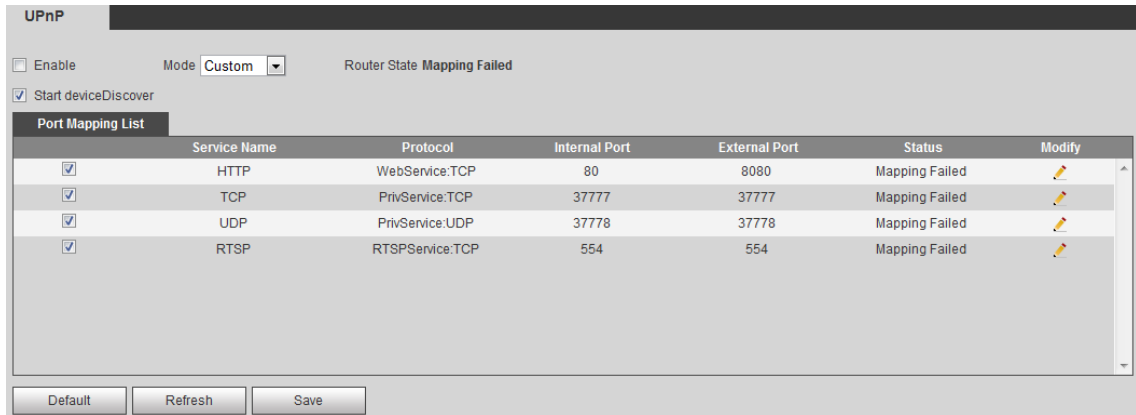 UPnP
Enable Mode Custom Router State Mapping Failed
Start deviceDiscover
Port Mapping List
Service Name Protocol Internal Port External Port Status Modify
HTTP WebService:TCP 80 8080 Mapping Failed
TCP PrivService:TCP 37777 37777 Mapping Failed
UDP PrivService:UDP 37778 37778 Mapping Failed
RTSP RTSPService:TCP 554 554 Mapping Failed
Default Refresh Save